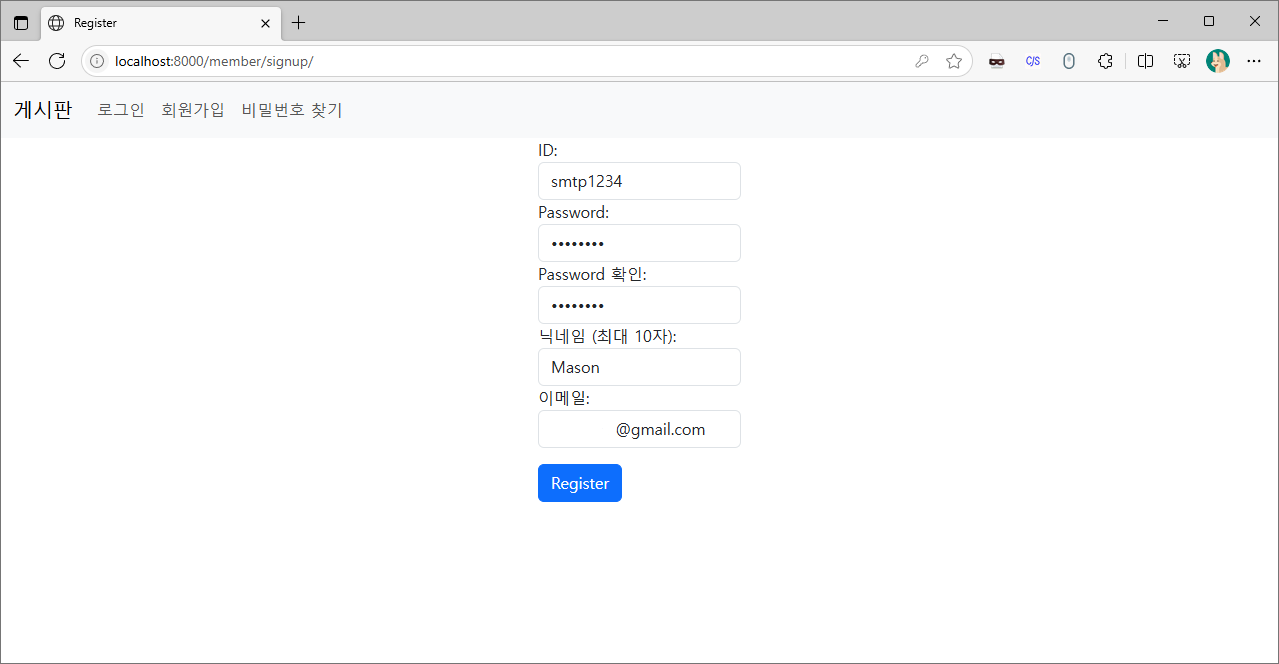 Register
localhost:8000/member/signup/
C/S
게시판 로그인 회원가입 비밀번호 찾기
ID:
smtp1234
Password:
••••••••
Password 확인:
••••••••
닉네임 (최대 10자):
Mason
이메일:
@gmail.com
Register